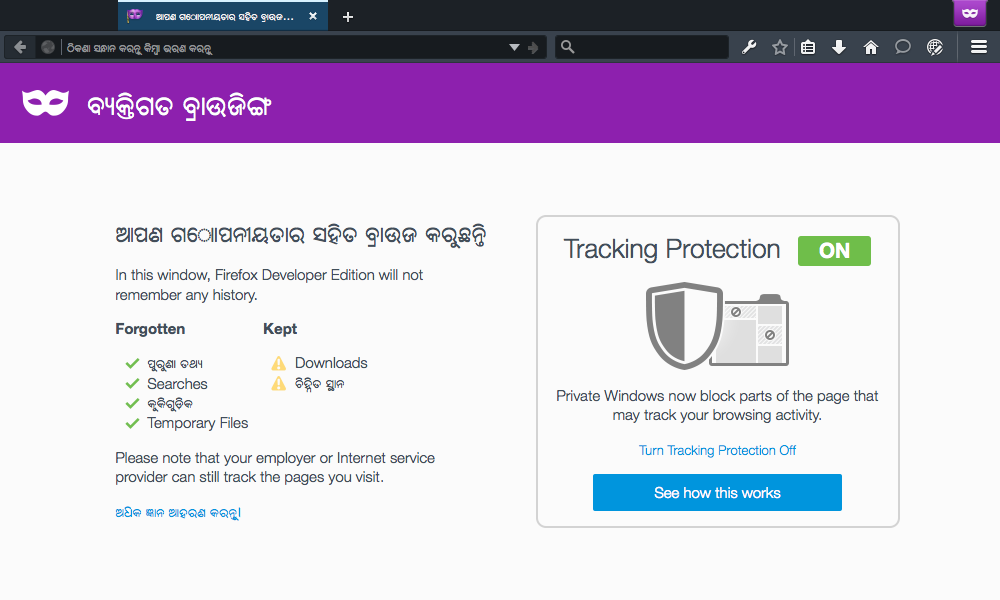 ଆପଣ ଗୋପନୀୟତାର ସହିତ ବ୍ରାଉଜ...
ଠିକଣା ସନ୍ଧାନ କରନ୍ତୁ କିମ୍ବା ଭରଣ କରନ୍ତୁ
ବ୍ୟକ୍ତିଗତ ବ୍ରାଉଜିଙ୍ଗ
ଆପଣ ଗୋପନୀୟତାର ସହିତ ବ୍ରାଉଜ କରୁଛନ୍ତି
In this window, Firefox Developer Edition will not
remember any history.
Forgotten
Kept
ପୁରୁଣା ତଥ୍ୟ
Searches
କୁକିଗୁଡିକ
Temporary Files
Downloads
ଚିହ୍ନିତ ସ୍ଥାନ
Please note that your employer or Internet service
provider can still track the pages you visit.
ଅଧିକ ଜ୍ଞାନ ଆହରଣ କରନ୍ତୁ।
Tracking Protection ON
Private Windows now block parts of the page that
may track your browsing activity.
Turn Tracking Protection Off
See how this works